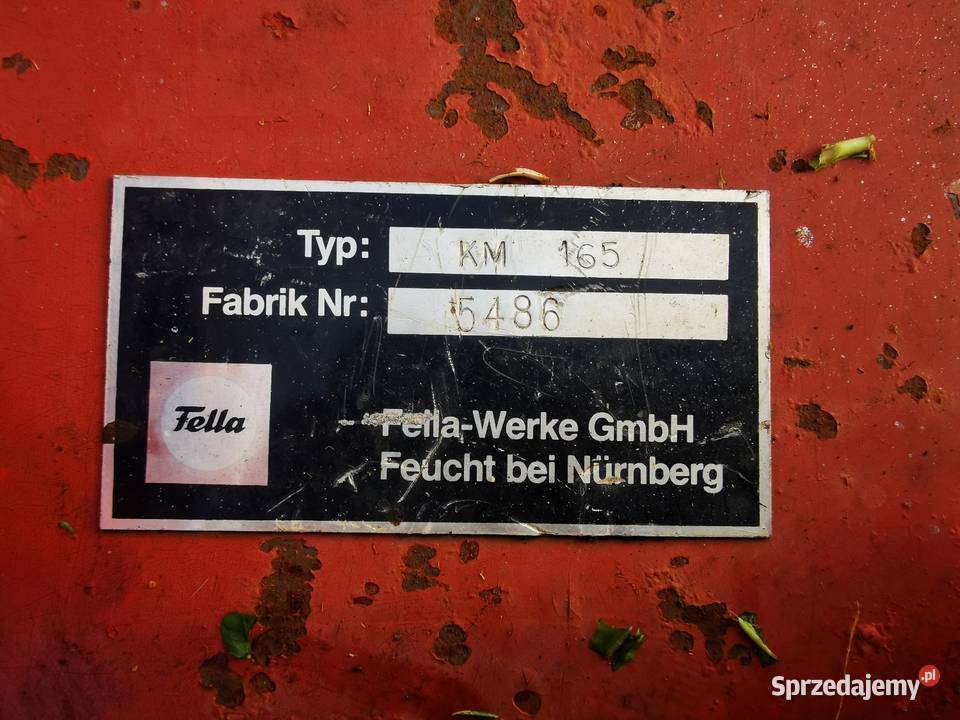 Typ: KM 165
Fabrik Nr: 5486
Fella
Fella-Werke GmbH
Feucht bei Nürnberg
Sprzedajemy.pl